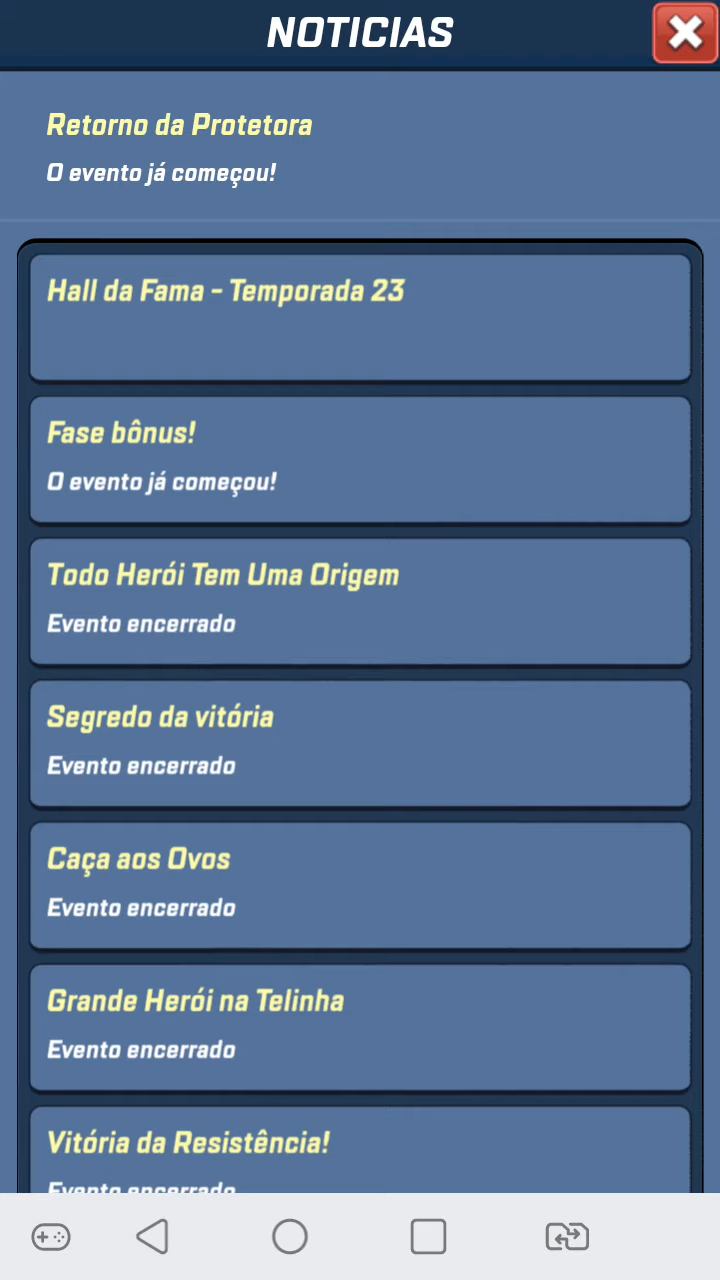 NOTICIAS
Retorno da Protetora
O evento já começou!
Hall da Fama - Temporada 23
Fase bônus!
O evento já começou!
Todo Herói Tem Uma Origem
Evento encerrado
Segredo da vitória
Evento encerrado
Caça aos Ovos
Evento encerrado
Grande Herói na Telinha
Evento encerrado
Vitória da Resistência!
Evento encerrado